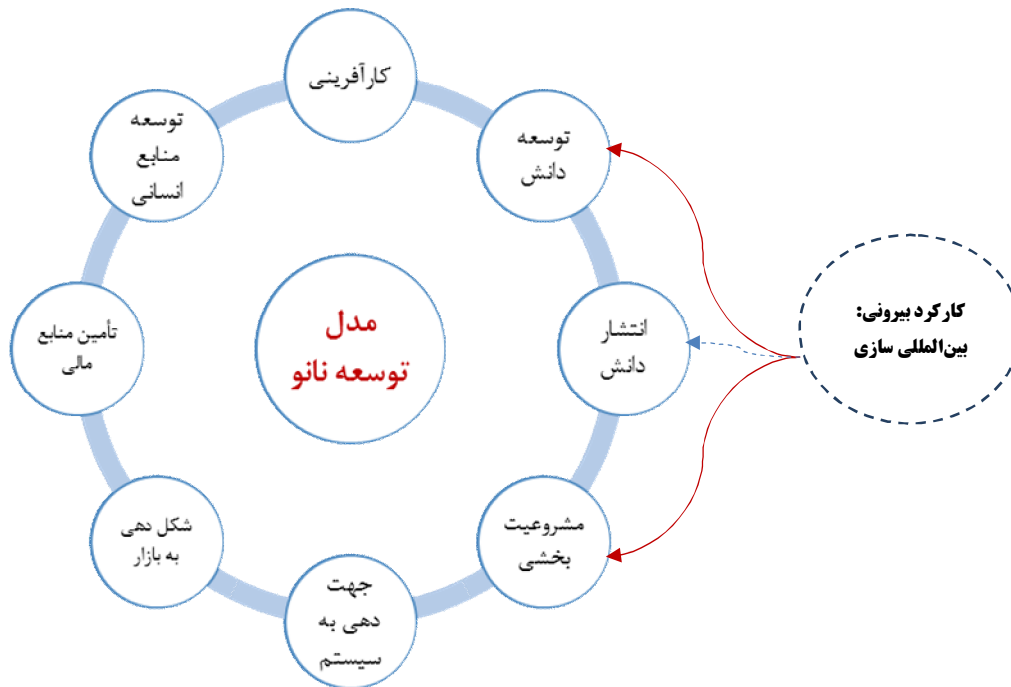 کارآفرینی
توسعه
دانش
انتشار
دانش
مشروعیت
بخشی
جهت
دهی به
سیستم
شکل دهی
به بازار
تأمین منابع
مالی
توسعه
منابع
انسانی
مدل
توسعه نانو
کارکرد بیرونی:
بین‌المللی سازی